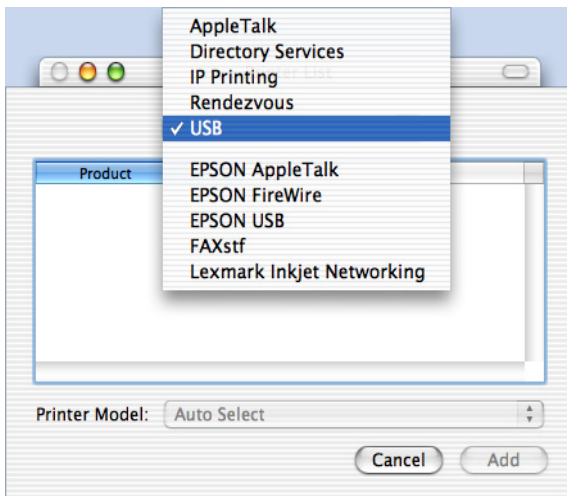 AppleTalk
Directory Services
IP Printing
Rendezvous
✓ USB
EPSON AppleTalk
EPSON FireWire
EPSON USB
FAXstf
Lexmark Inkjet Networking
List
Product
Printer Model: Auto Select
Cancel Add